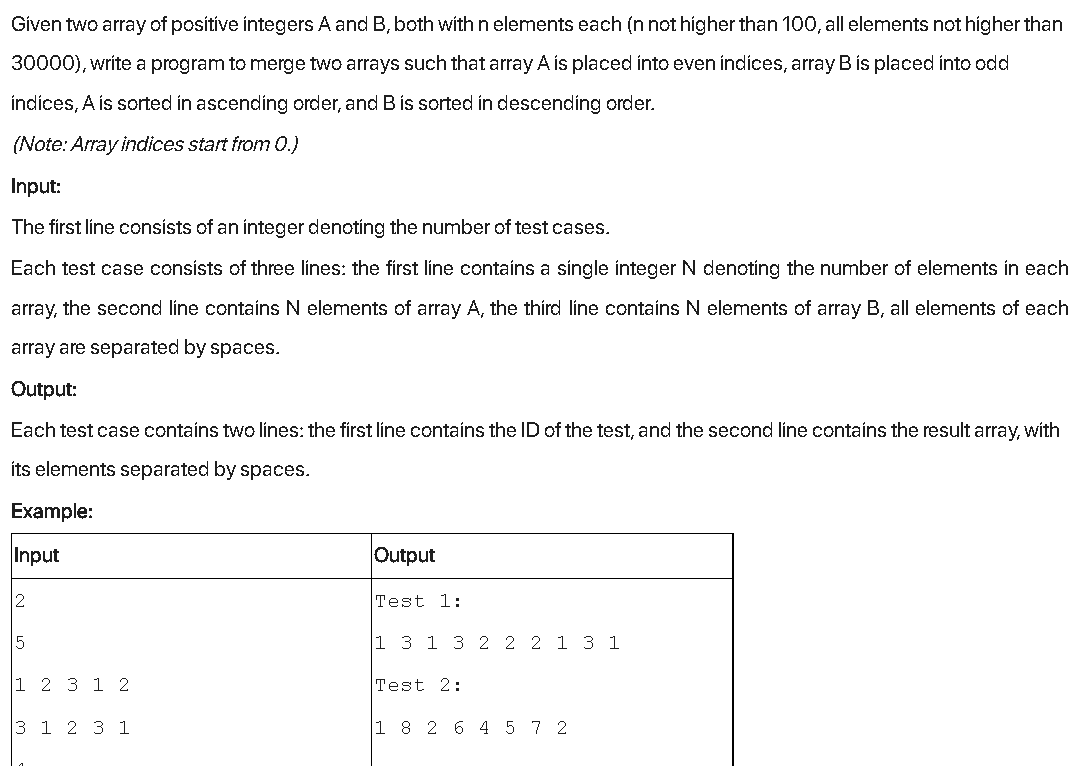 Given two array of positive integers A and B, both with n elements each (n not higher than 100, all elements not higher than
30000), write a program to merge two arrays such that array A is placed into even indices, array B is placed into odd
indices, A is sorted in ascending order, and B is sorted in descending order.
(Note: Array indices start from 0.)
Input:
The first line consists of an integer denoting the number of test cases.
Each test case consists of three lines: the first line contains a single integer N denoting the number of elements in each
array, the second line contains N elements of array A, the third line contains N elements of array B, all elements of each
array are separated by spaces.
Output:
Each test case contains two lines: the first line contains the ID of the test, and the second line contains the result array, with
its elements separated by spaces.
Example:
Input Output
2 Test 1:
5 1 3 1 3 2 2 2 1 3 1
1 2 3 1 2 Test 2:
3 1 2 3 1 1 8 2 6 4 5 7 2